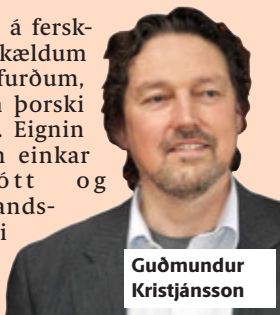 á fersk-
kældum
furðum,
þorski
. Eignin
einkar
ótt og
ands-
i
Guðmundur
Kristjánsson